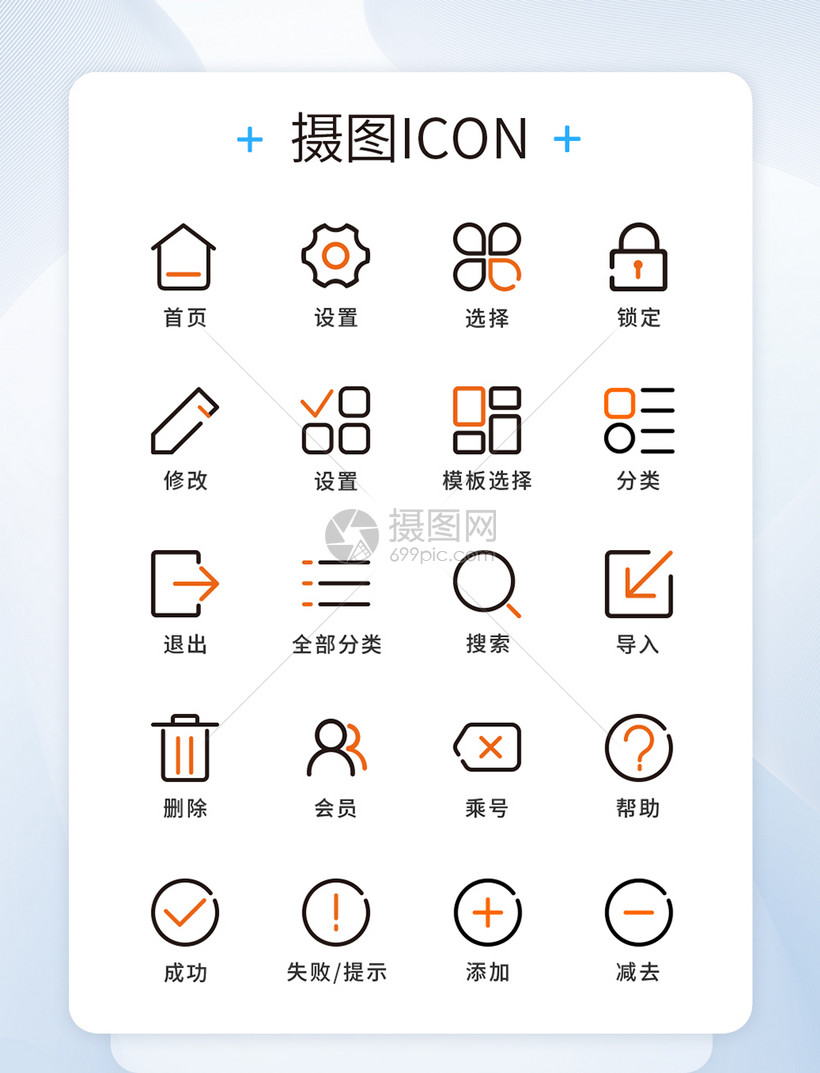 + 摄图ICON +
首页 设置 选择 锁定
修改 设置 模板选择 分类
摄图网
699pic.com
退出 全部分类 搜索 导入
删除 会员 乘号 帮助
成功 失败/提示 添加 减去